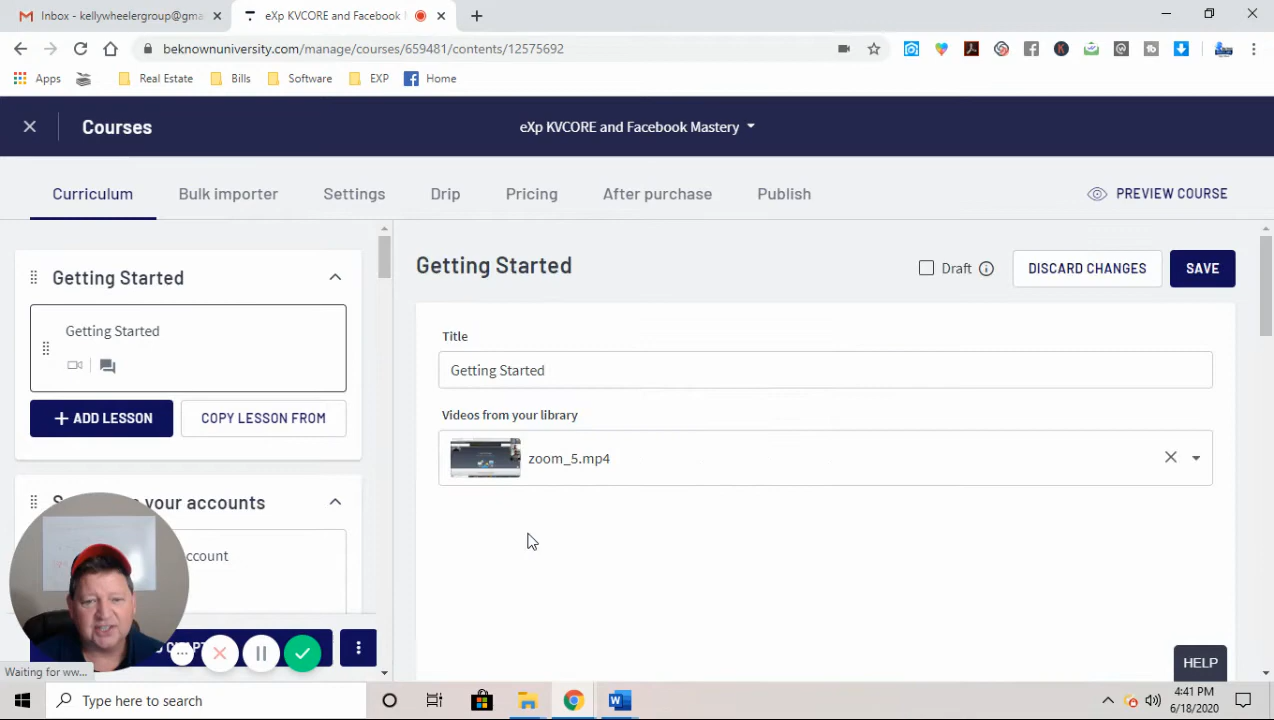 Inbox - kellywheelergroup@gma
eXp KVCORE and Facebook
beknownuniversity.com/manage/courses/659481/contents/12575692
Apps
Real Estate
Bills
Software
EXP
Home
Courses
eXp KVCORE and Facebook Mastery
Curriculum
Bulk importer
Settings
Drip
Pricing
After purchase
Publish
PREVIEW COURSE
Getting Started
Getting Started
+ ADD LESSON
COPY LESSON FROM
your accounts
ccount
Getting Started
Draft
DISCARD CHANGES
SAVE
Title
Getting Started
Videos from your library
zoom_5.mp4
Waiting for ww...
HELP
Type here to search
4:41 PM
6/18/2020